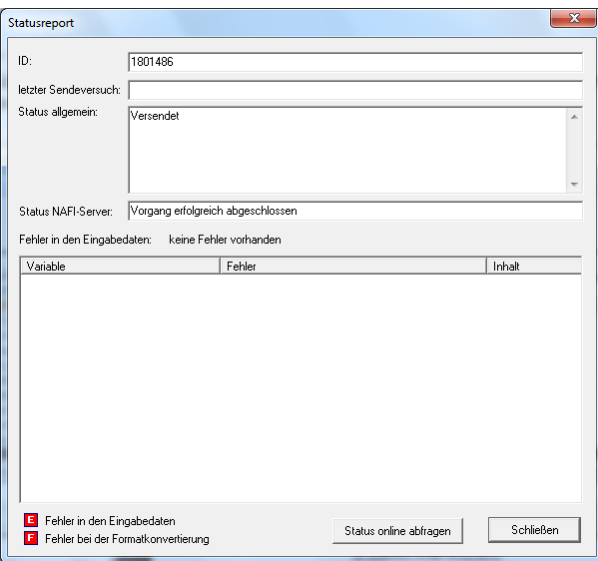 Statusreport
ID: 1801486
letzter Sendeversuch:
Status allgemein: Versendet
Status NAFI-Server: Vorgang erfolgreich abgeschlossen
Fehler in den Eingabedaten: keine Fehler vorhanden
Variable Fehler Inhalt
E Fehler in den Eingabedaten
F Fehler bei der Formatkonvertierung
Status online abfragen Schließen